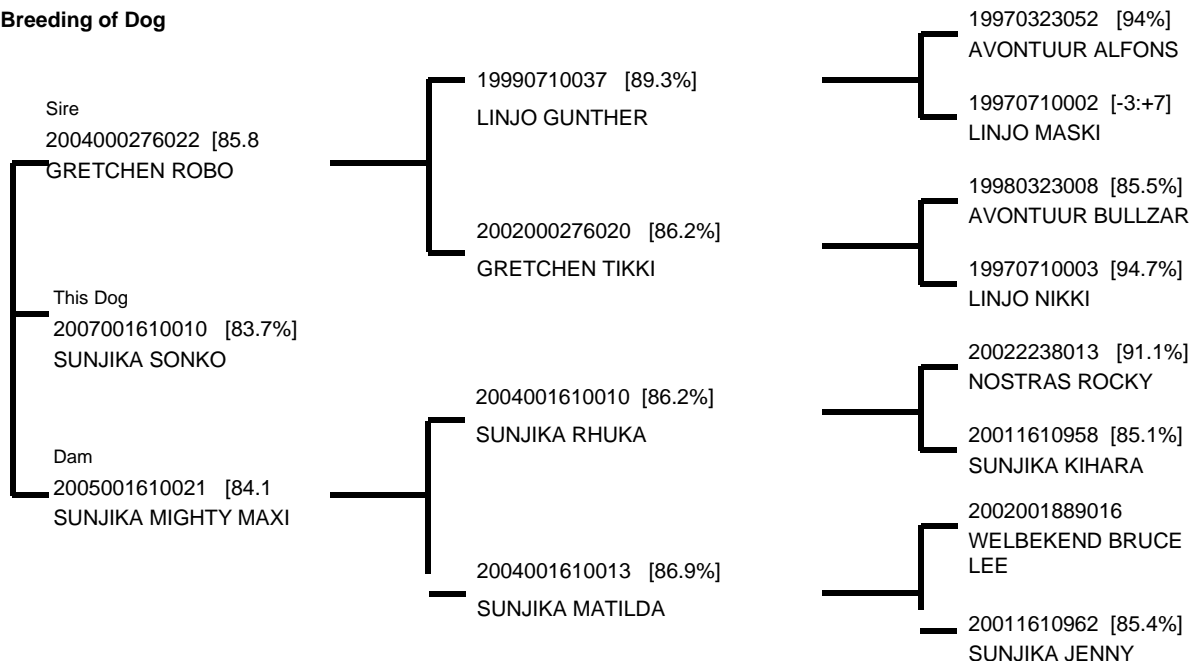 Breeding of Dog
Sire
2004000276022 [85.8
GRETCHEN ROBO
This Dog
2007001610010 [83.7%]
SUNJIKA SONKO
Dam
2005001610021 [84.1
SUNJIKA MIGHTY MAXI
19990710037 [89.3%]
LINJO GUNTHER
2002000276020 [86.2%]
GRETCHEN TIKKI
2004001610010 [86.2%]
SUNJIKA RHUKA
2004001610013 [86.9%]
SUNJIKA MATILDA
19970323052 [94%]
AVONTUUR ALFONS
19970710002 [-3:+7]
LINJO MASKI
19980323008 [85.5%]
AVONTUUR BULLZAR
19970710003 [94.7%]
LINJO NIKKI
20022238013 [91.1%]
NOSTRAS ROCKY
20011610958 [85.1%]
SUNJIKA KIHARA
2002001889016
WELBEKEND BRUCE
LEE
20011610962 [85.4%]
SUNJIKA JENNY